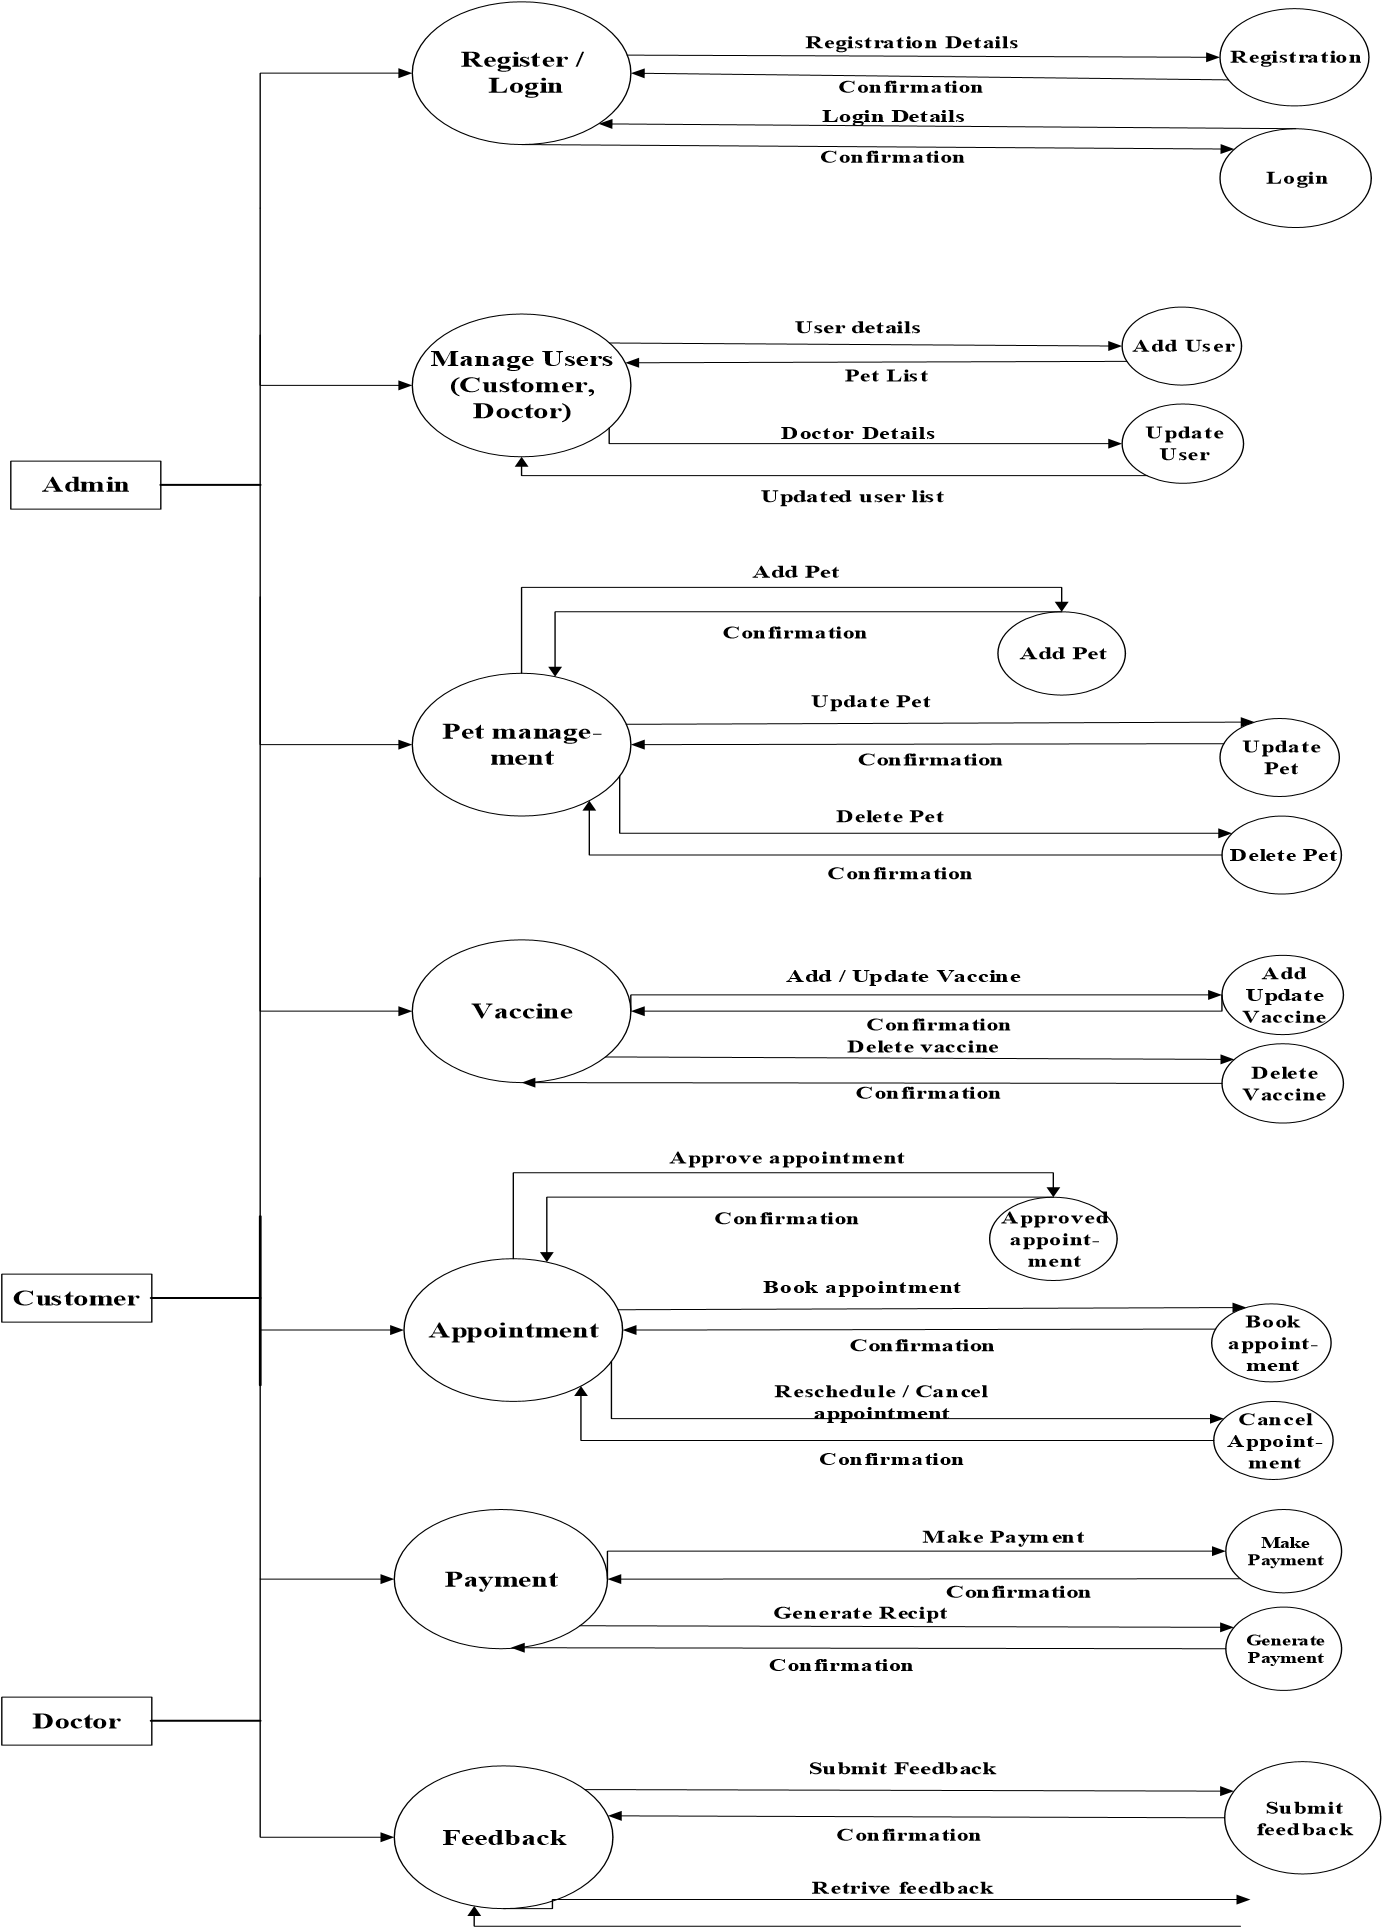 Registration Details
Register /
Login
Registration
Confirmation
Login Details
Confirmation
Login
User details
Manage Users
(Customer,
Doctor)
Add User
Pet List
Doctor Details
Update
User
Updated user list
Admin
Add Pet
Confirmation
Add Pet
Update Pet
Pet manage-
ment
Update
Pet
Confirmation
Delete Pet
Delete Pet
Confirmation
Add / Update Vaccine
Add
Update
Vaccine
Vaccine
Confirmation
Delete vaccine
Delete
Vaccine
Confirmation
Approve appointment
Confirmation
Approved
appoint-
ment
Customer
Book appointment
Appointment
Book
appoint-
ment
Confirmation
Reschedule / Cancel
appointment
Cancel
Appoint-
ment
Confirmation
Make Payment
Make
Payment
Payment
Confirmation
Generate Recipt
Generate
Payment
Confirmation
Doctor
Submit Feedback
Submit
feedback
Feedback
Confirmation
Retrive feedback